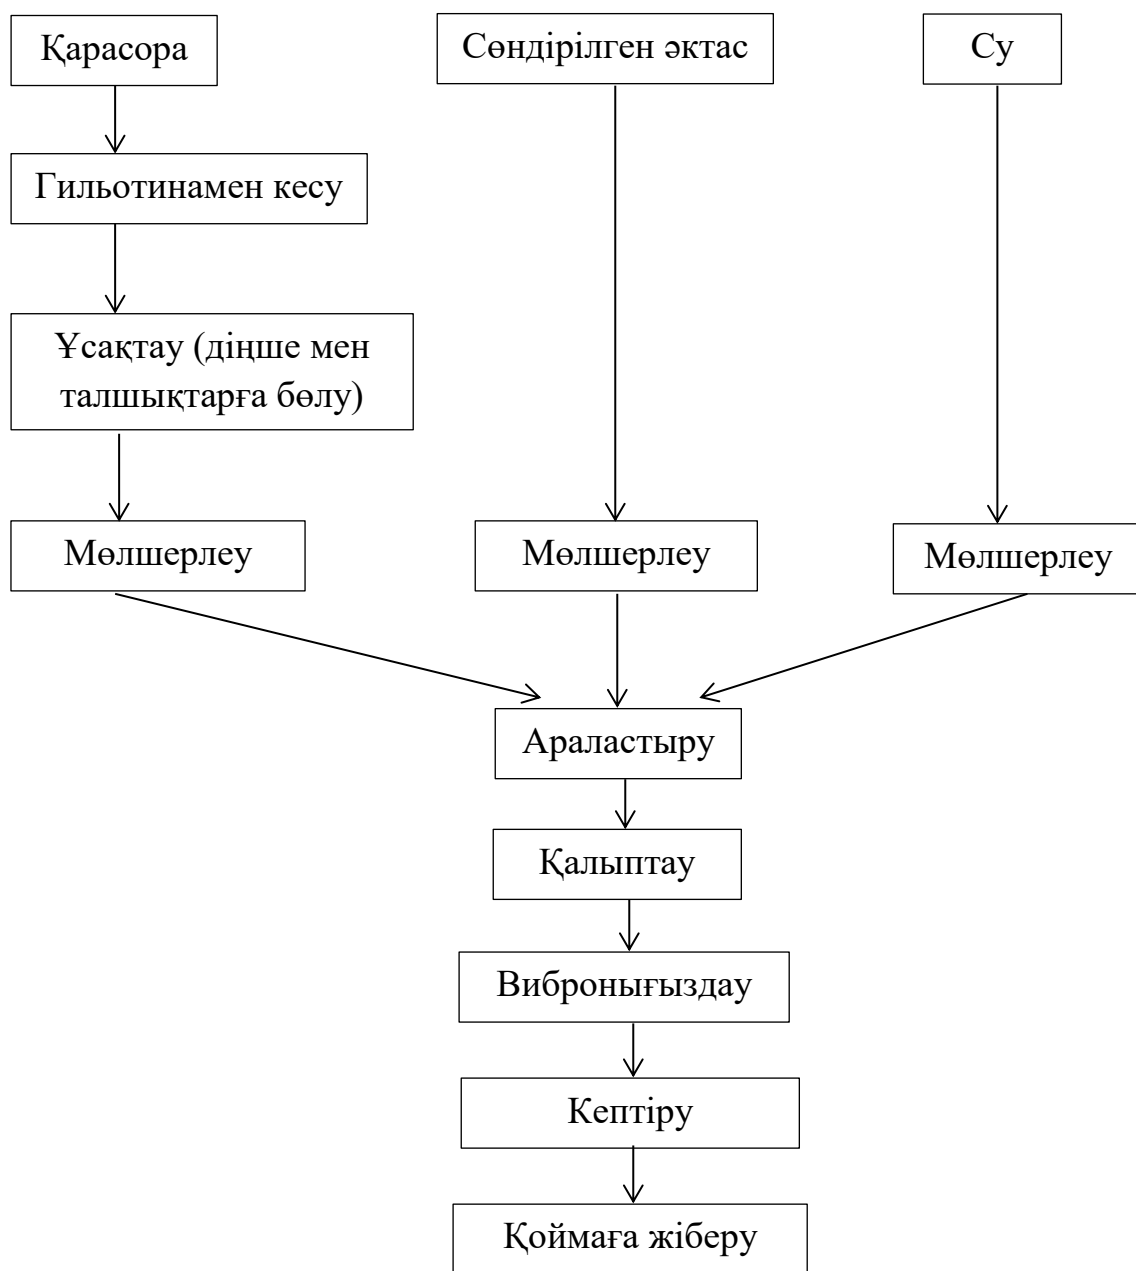 Қарасора
Сөндірілген әктас
Су
Гильотинамен кесу
Ұсақтау (діңше мен
талшықтарға бөлу)
Мөлшерлеу
Мөлшерлеу
Мөлшерлеу
Араластыру
Қалыптау
Вибронығыздау
Кептіру
Қоймаға жіберу